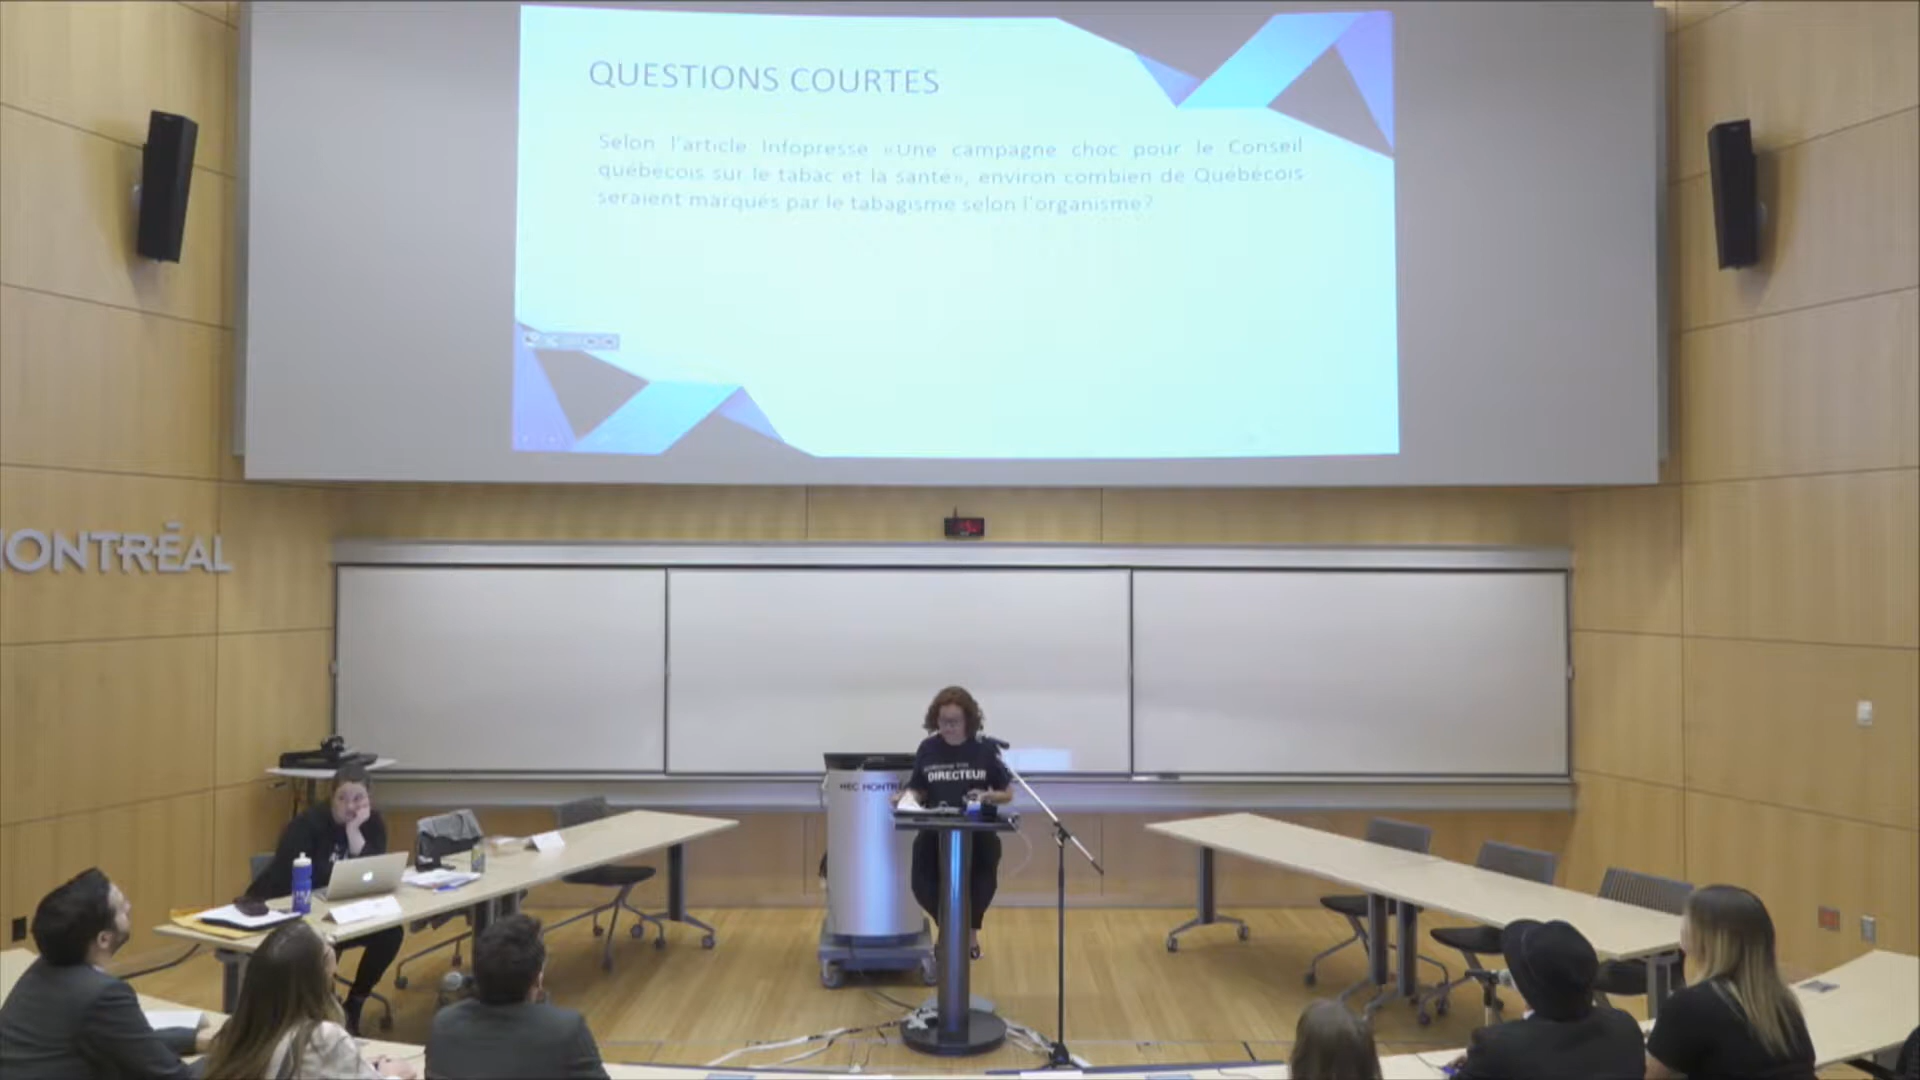 QUESTIONS COURTES
Selon l'article Infopresse «Une campagne choc pour le Conseil
québécois sur le tabac et la santé», environ combien de Québécois
seraient marqués par le tabagisme selon l'organisme?
MONTRÉAL
DIRECTEUR
HEC MONTRÉ